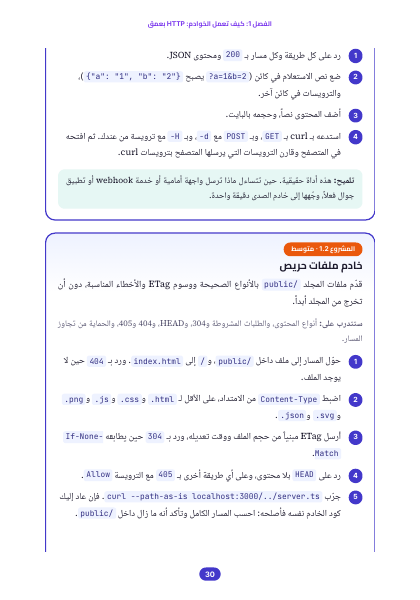 الفصل 1: كيف تعمل الخوادم: HTTP بعمق
1 رد على كل طريقة وكل مسار بـ 200 ومحتوى JSON.
2 ضع نص الاستعلام في كائن (?a=1&b=2 يصبح {"a": "1", "b": "2"})،
والترويسات في كائن آخر.
3 أضف المحتوى نصاً، وحجمه بالبايت.
4 استدعه بـ curl بـ GET، وبـ POST مع -d، وبـ -H مع ترويسة من عندك. ثم افتحه
في المتصفح وقارن الترويسات التي يرسلها المتصفح بترويسات curl.
تلميح: هذه أداة حقيقية. حين تتساءل ماذا ترسل واجهة أمامية أو خدمة webhook أو تطبيق
جوال فعلاً، وجّهها إلى خادم الصدى دقيقة واحدة.
المشروع 1.2 · متوسط
خادم ملفات حريص
قدّم ملفات المجلد public/ بالأنواع الصحيحة ووسوم ETag والأخطاء المناسبة، دون أن
تخرج من المجلد أبداً.
ستتدرب على: أنواع المحتوى، والطلبات المشروطة و304، وHEAD، و404 و405، والحماية من تجاوز
المسار.
1 حوّل المسار إلى ملف داخل public/، و / إلى index.html. ورد بـ 404 حين لا
يوجد الملف.
2 اضبط Content-Type من الامتداد، على الأقل لـ .html و .css و .js و .png
و .svg و .json.
3 أرسل ETag مبنياً من حجم الملف ووقت تعديله، ورد بـ 304 حين يطابقه If-None-
Match.
4 رد على HEAD بلا محتوى، وعلى أي طريقة أخرى بـ 405 مع الترويسة Allow.
5 جرّب curl --path-as-is localhost:3000/../server.ts. فإن عاد إليك
كود الخادم نفسه فأصلحه: احسب المسار الكامل وتأكد أنه ما زال داخل public/.
30